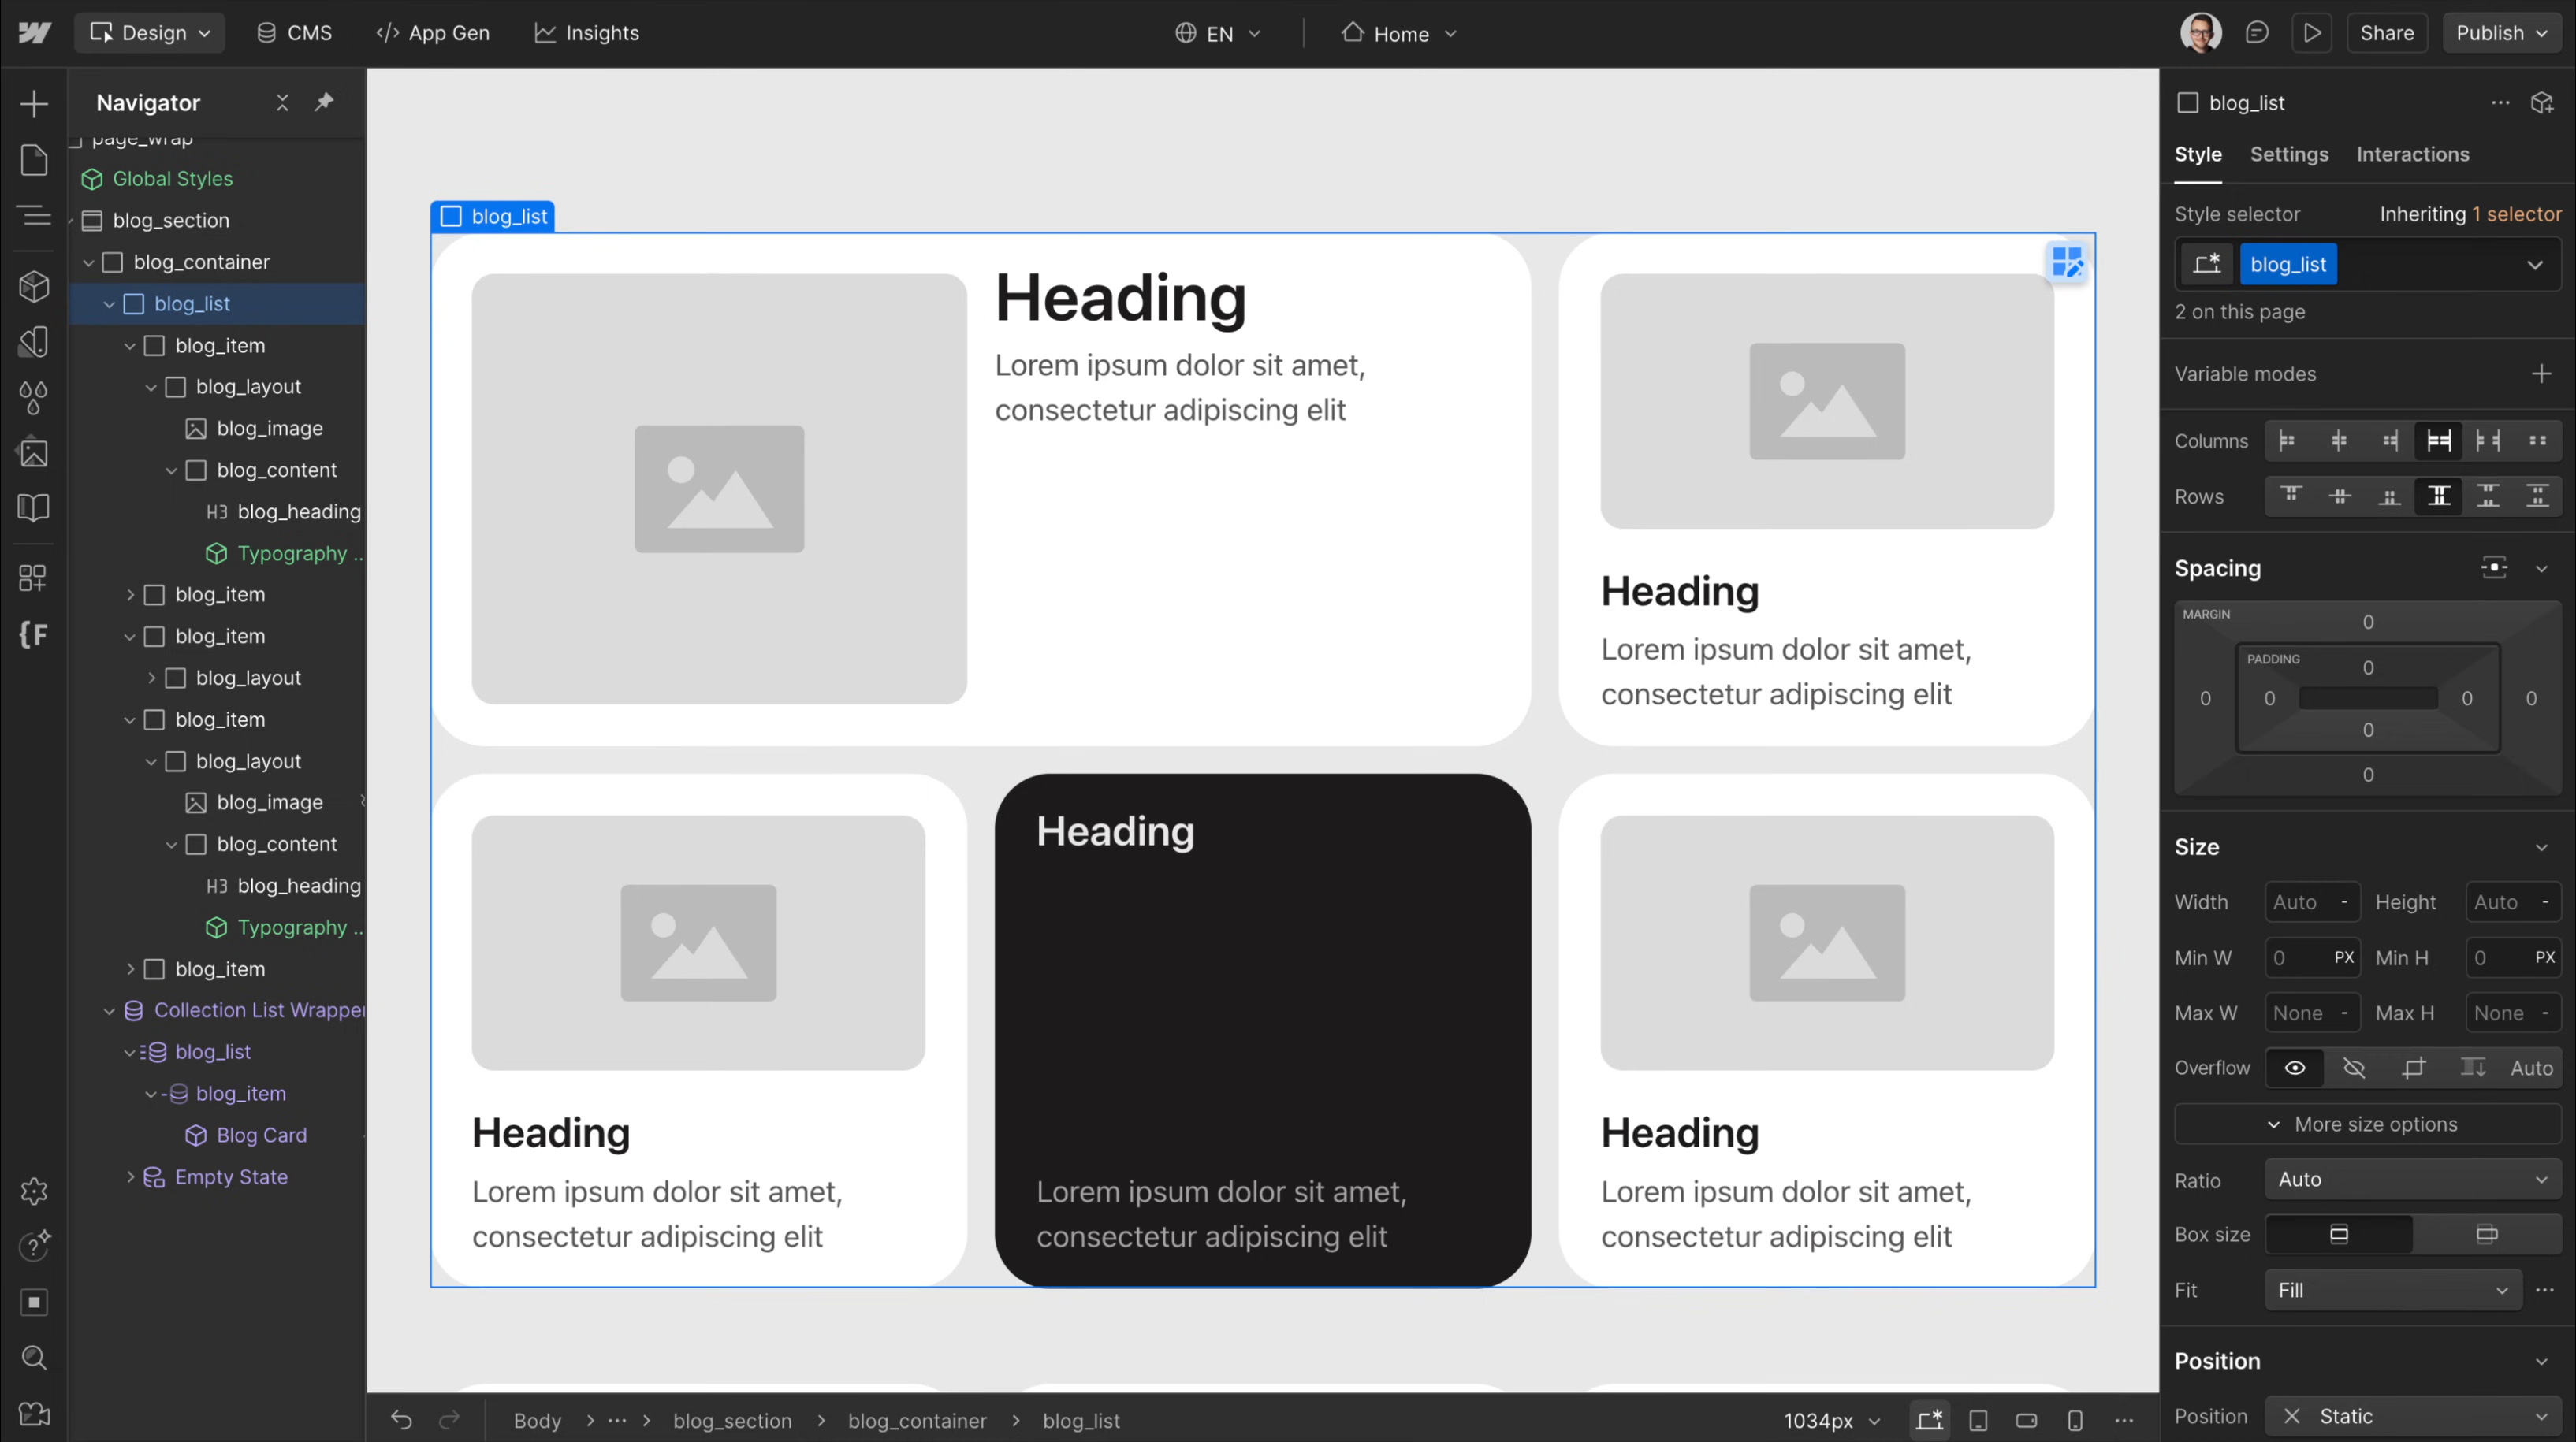 Design
CMS
App Gen
Insights
EN
Home
Share
Publish
Navigator
page_wrap
Global Styles
blog_section
blog_container
blog_list
blog_item
blog_layout
blog_image
blog_content
H3 blog_heading
Typography ..
blog_item
blog_item
blog_layout
blog_item
blog_layout
blog_image
blog_content
H3 blog_heading
Typography ..
blog_item
Collection List Wrapper
blog_list
blog_item
Blog Card
Empty State
blog_list
Heading
Lorem ipsum dolor sit amet,
consectetur adipiscing elit
Heading
Lorem ipsum dolor sit amet,
consectetur adipiscing elit
Heading
Lorem ipsum dolor sit amet,
consectetur adipiscing elit
Heading
Lorem ipsum dolor sit amet,
consectetur adipiscing elit
Heading
Lorem ipsum dolor sit amet,
consectetur adipiscing elit
Body
blog_section
blog_container
blog_list
1034px
blog_list
Style Settings Interactions
Style selector Inheriting 1 selector
blog_list
2 on this page
Variable modes
Columns
Rows
Spacing
MARGIN
0
PADDING
0
0 0 0 0
0
0
Size
Width Auto - Height Auto -
Min W 0 PX Min H 0 PX
Max W None - Max H None -
Overflow Auto
More size options
Ratio Auto
Box size
Fit Fill
Position
Position Static